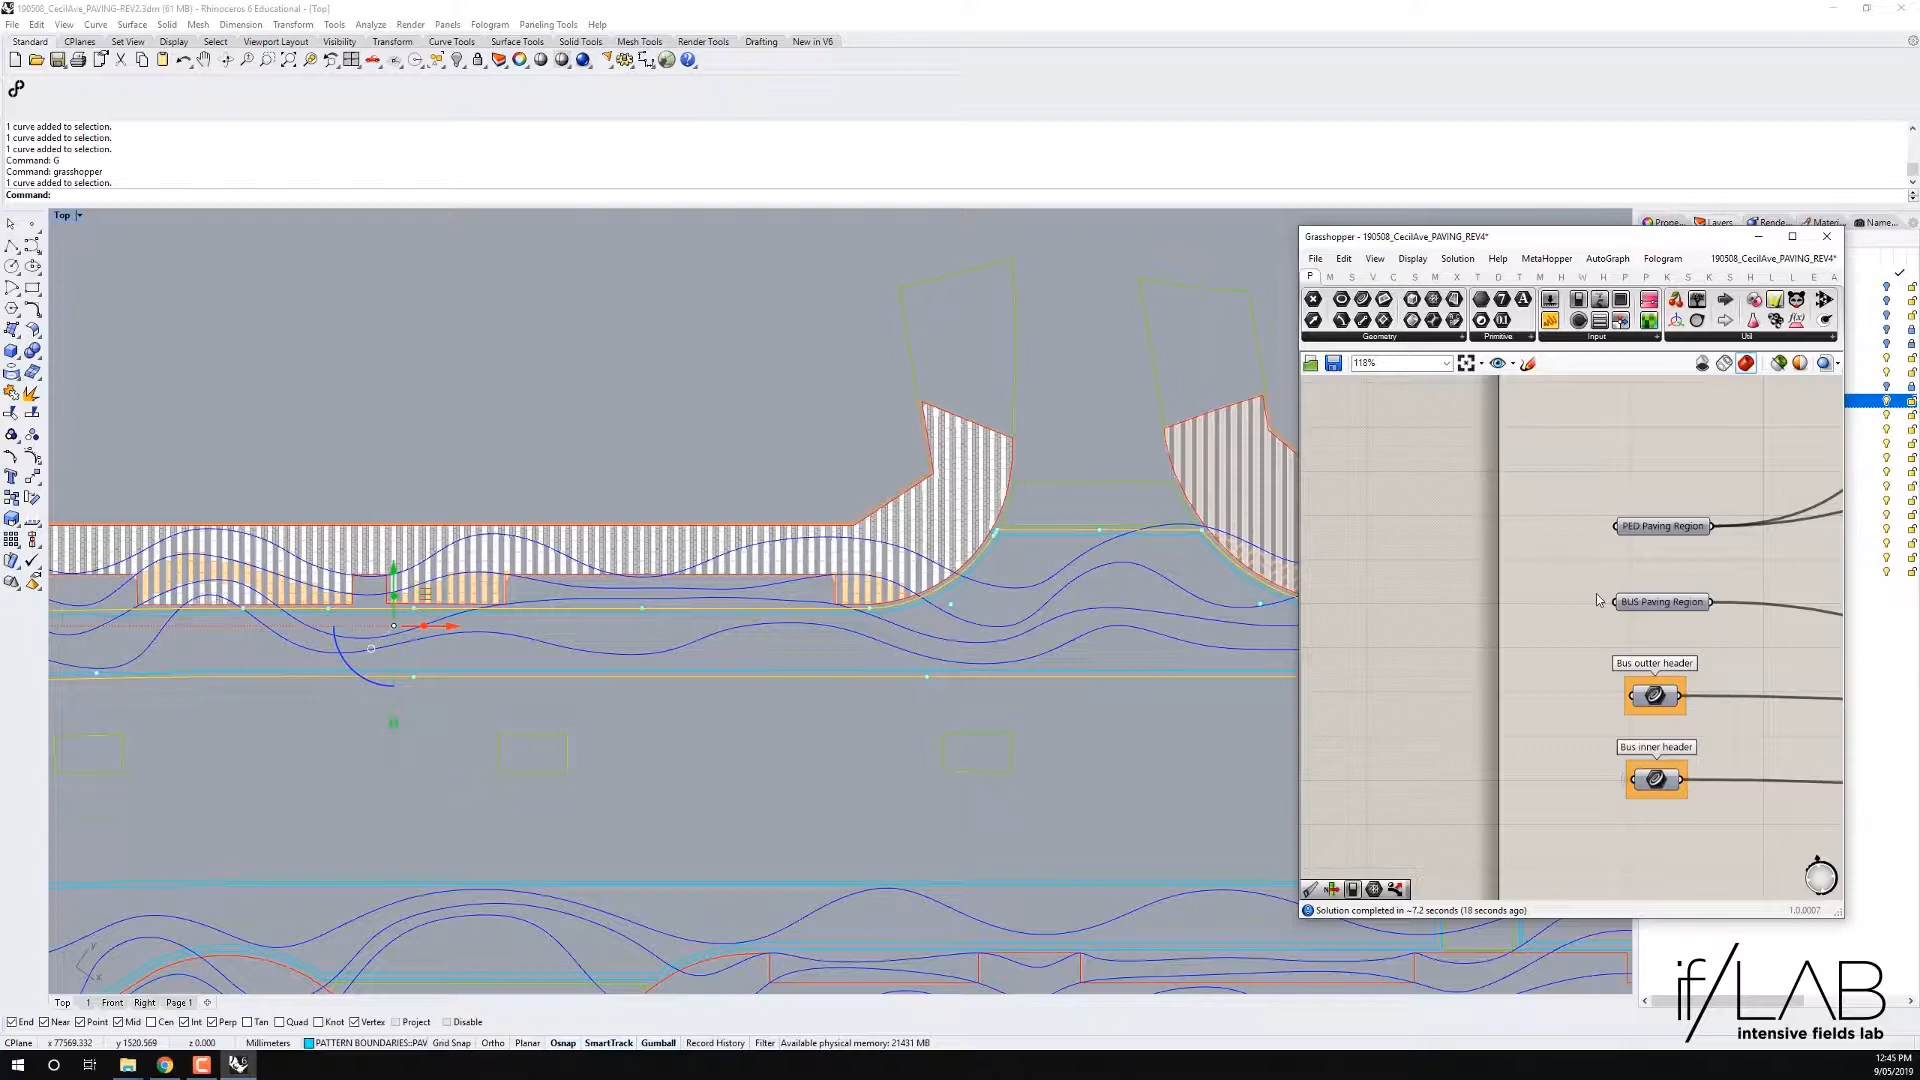 190508_CecilAve_PAVING-REV2.3dm (61 MB) - Rhinoceros 6 Educational - [Top]
File Edit View Curve Surface Solid Mesh Dimension Transform Tools Analyze Render Panels Fologram Paneling Tools Help
Standard CPlanes Set View Display Select Viewport Layout Visibility Transform Curve Tools Surface Tools Solid Tools Mesh Tools Render Tools Drafting New in V6
1 curve added to selection.
1 curve added to selection.
1 curve added to selection.
Command: G
Command: grasshopper
1 curve added to selection.
Command:
Top
Prope... Layers Rende... Materi... Name...
Grasshopper - 190508_CecilAve_PAVING_REV4*
File Edit View Display Solution Help MetaHopper AutoGraph Fologram 190508_CecilAve_PAVING_REV4*
P M S V C S M X T D T M H W H F P P K S K S H L L E A
Geometry Primitive Input Util
118%
PED Paving Region
BUS Paving Region
Bus outter header
Bus inner header
Solution completed in ~7.2 seconds (18 seconds ago) 1.0.0007
if/LAB
intensive fields lab
Top 1 Front Right Page 1
End Near Point Mid Cen Int Perp Tan Quad Knot Vertex Project Disable
CPlane x 77569.332 y 1520.569 z 0.000 Millimeters PATTERN BOUNDARIES::PAV Grid Snap Ortho Planar Osnap SmartTrack Gumball Record History Filter Available physical memory: 21431 MB
12:45 PM
9/05/2019